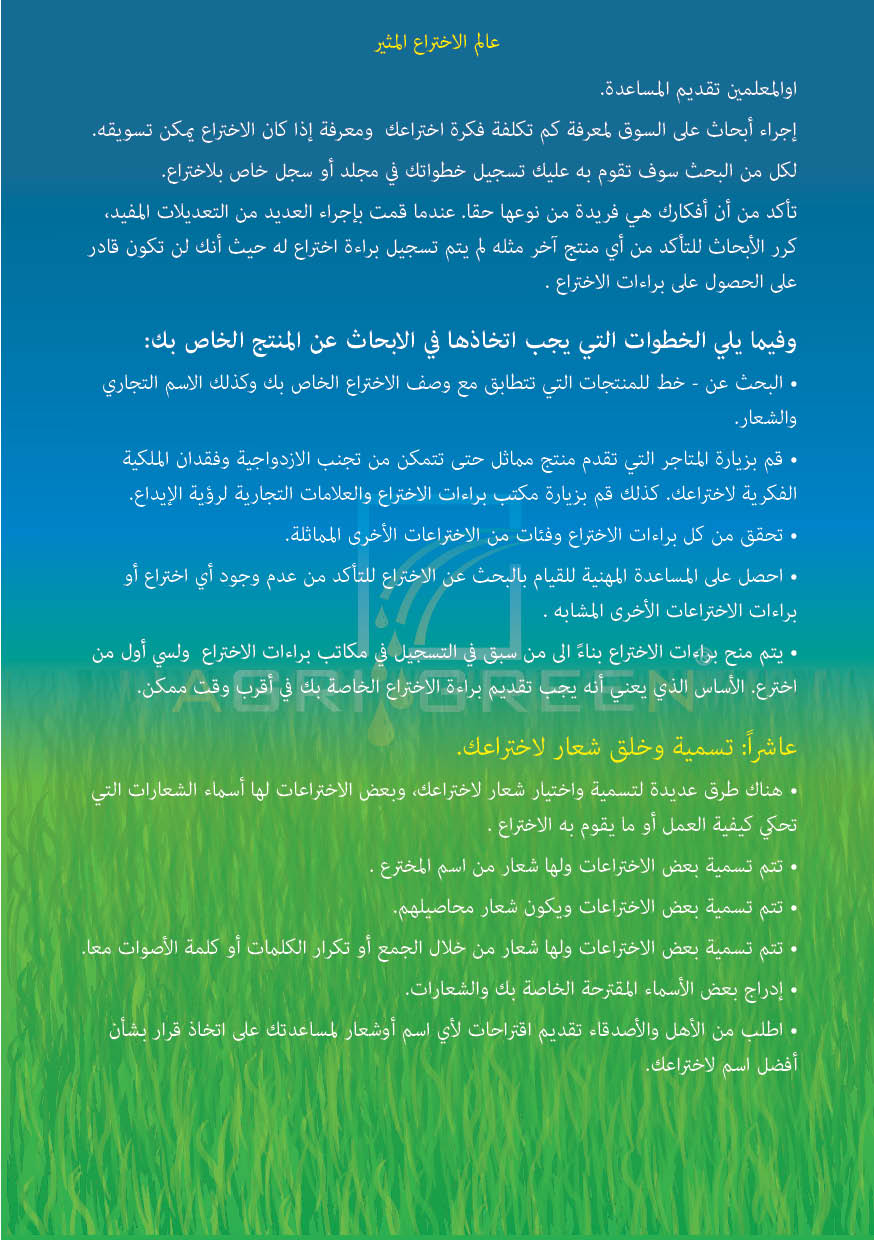 عالم الاختراع المثير
اوالمعلمين تقديم المساعدة.
إجراء أبحاث على السوق لمعرفة كم تكلفة فكرة اختراعك ومعرفة إذا كان الاختراع يمكن تسويقه.
لكل من البحث سوف تقوم به عليك تسجيل خطواتك في مجلد أو سجل خاص بلاختراع.
تأكد من أن أفكارك هي فريدة من نوعها حقا. عندما قمت بإجراء العديد من التعديلات المفيد،
كرر الأبحاث للتأكد من أي منتج آخر مثله لم يتم تسجيل براءة اختراع له حيث أنك لن تكون قادر
على الحصول على براءات الاختراع .
وفيما يلي الخطوات التي يجب اتخاذها في الابحاث عن المنتج الخاص بك:
• البحث عن - خط للمنتجات التي تتطابق مع وصف الاختراع الخاص بك وكذلك الاسم التجاري
والشعار.
• قم بزيارة المتاجر التي تقدم منتج مماثل حتى تتمكن من تجنب الازدواجية وفقدان الملكية
الفكرية لاختراعك. كذلك قم بزيارة مكتب براءات الاختراع والعلامات التجارية لرؤية الإيداع.
• تحقق من كل براءات الاختراع وفئات من الاختراعات الأخرى المماثلة.
• احصل على المساعدة المهنية للقيام بالبحث عن الاختراع للتأكد من عدم وجود أي اختراع أو
براءات الاختراعات الأخرى المشابه .
• يتم منح براءات الاختراع بناءً الى من سبق في التسجيل في مكاتب براءات الاختراع ولسي أول من
اخترع. الأساس الذي يعني أنه يجب تقديم براءة الاختراع الخاصة بك في أقرب وقت ممكن.
AGRI GREEN ®
عاشراً: تسمية وخلق شعار لاختراعك.
• هناك طرق عديدة لتسمية واختيار شعار لاختراعك، وبعض الاختراعات لها أسماء الشعارات التي
تحكي كيفية العمل أو ما يقوم به الاختراع .
• تتم تسمية بعض الاختراعات ولها شعار من اسم المخترع .
• تتم تسمية بعض الاختراعات ويكون شعار محاصيلهم.
• تتم تسمية بعض الاختراعات ولها شعار من خلال الجمع أو تكرار الكلمات أو كلمة الأصوات معا.
• إدراج بعض الأسماء المقترحة الخاصة بك والشعارات.
• اطلب من الأهل والأصدقاء تقديم اقتراحات لأي اسم أوشعار لمساعدتك على اتخاذ قرار بشأن
أفضل اسم لاختراعك.